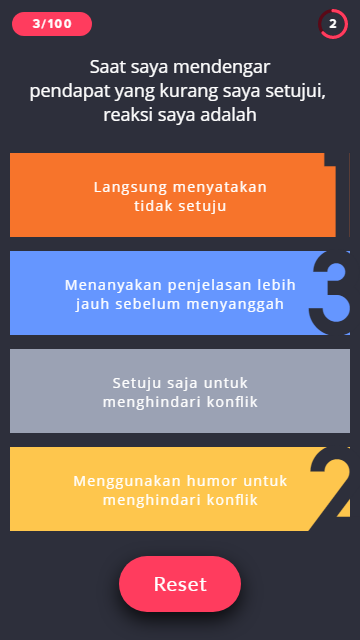 3/100
2
Saat saya mendengar
pendapat yang kurang saya setujui,
reaksi saya adalah
Langsung menyatakan
tidak setuju
1
Menanyakan penjelasan lebih
jauh sebelum menyanggah
3
Setuju saja untuk
menghindari konflik
Menggunakan humor untuk
menghindari konflik
2
Reset